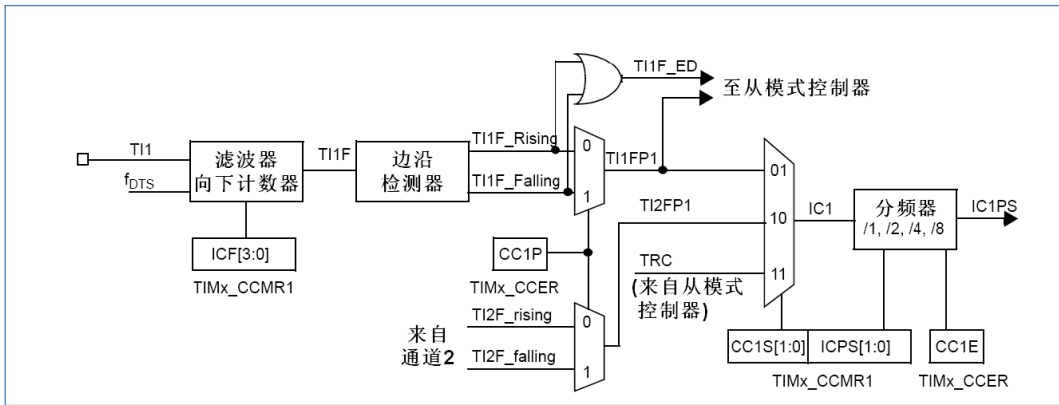 TI1F_ED
至从模式控制器
TI1
滤波器
向下计数器
TI1F
边沿
检测器
TI1F_Rising
TI1F_Falling
0
1
TI1FP1
01
f_DTS
TI2FP1
10
IC1
分频器
/1, /2, /4, /8
IC1PS
ICF[3:0]
TIMx_CCMR1
CC1P
TIMx_CCER
TRC
11
(来自从模式
控制器)
来自
通道2
TI2F_rising
0
TI2F_falling
1
CC1S[1:0]
ICPS[1:0]
CC1E
TIMx_CCMR1
TIMx_CCER